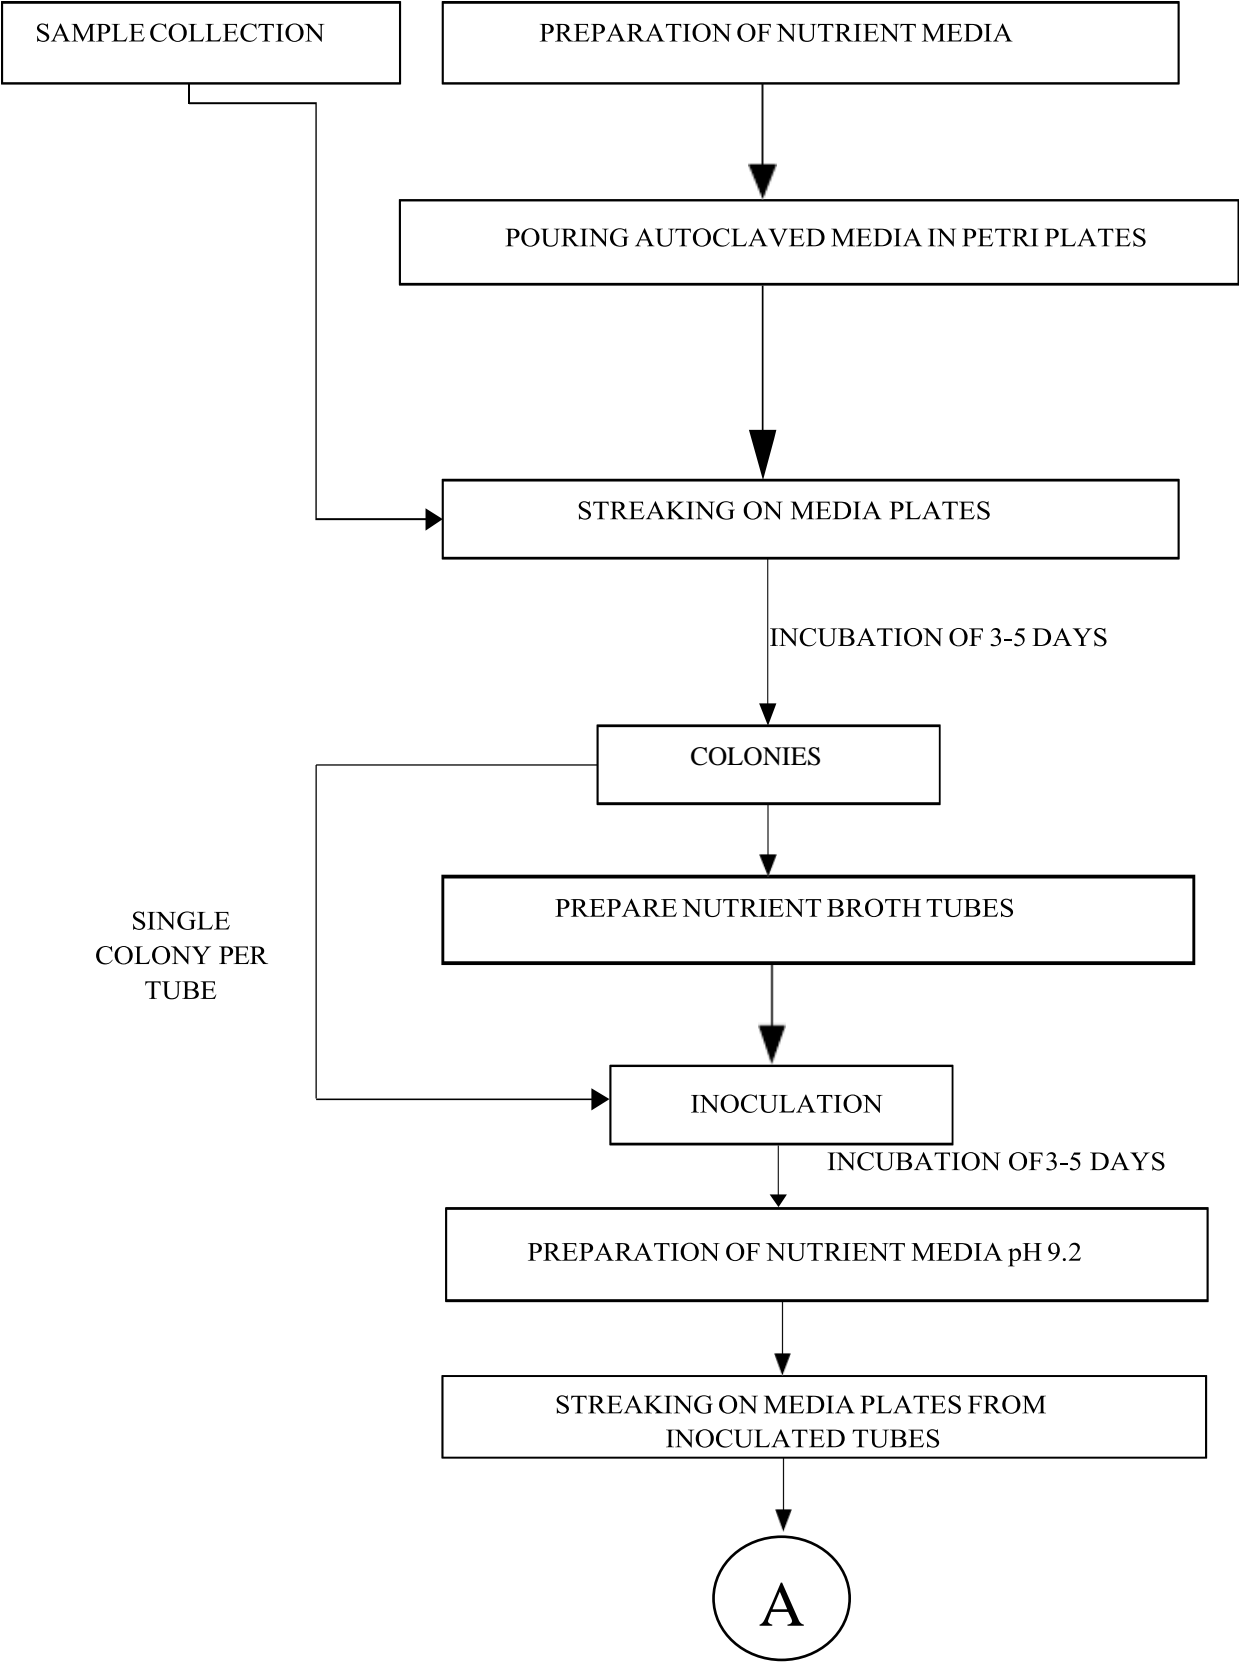 SAMPLE COLLECTION
PREPARATION OF NUTRIENT MEDIA
POURING AUTOCLAVED MEDIA IN PETRI PLATES
STREAKING ON MEDIA PLATES
INCUBATION OF 3-5 DAYS
COLONIES
PREPARE NUTRIENT BROTH TUBES
SINGLE
COLONY PER
TUBE
INOCULATION
INCUBATION OF3-5 DAYS
PREPARATION OF NUTRIENT MEDIA pH 9.2
STREAKING ON MEDIA PLATES FROM
INOCULATED TUBES
A